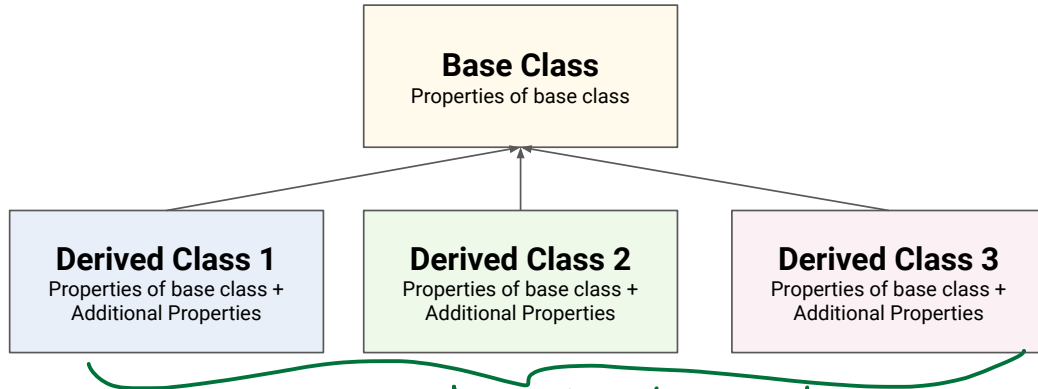 Base Class
Properties of base class
Derived Class 1
Properties of base class +
Additional Properties
Derived Class 2
Properties of base class +
Additional Properties
Derived Class 3
Properties of base class +
Additional Properties